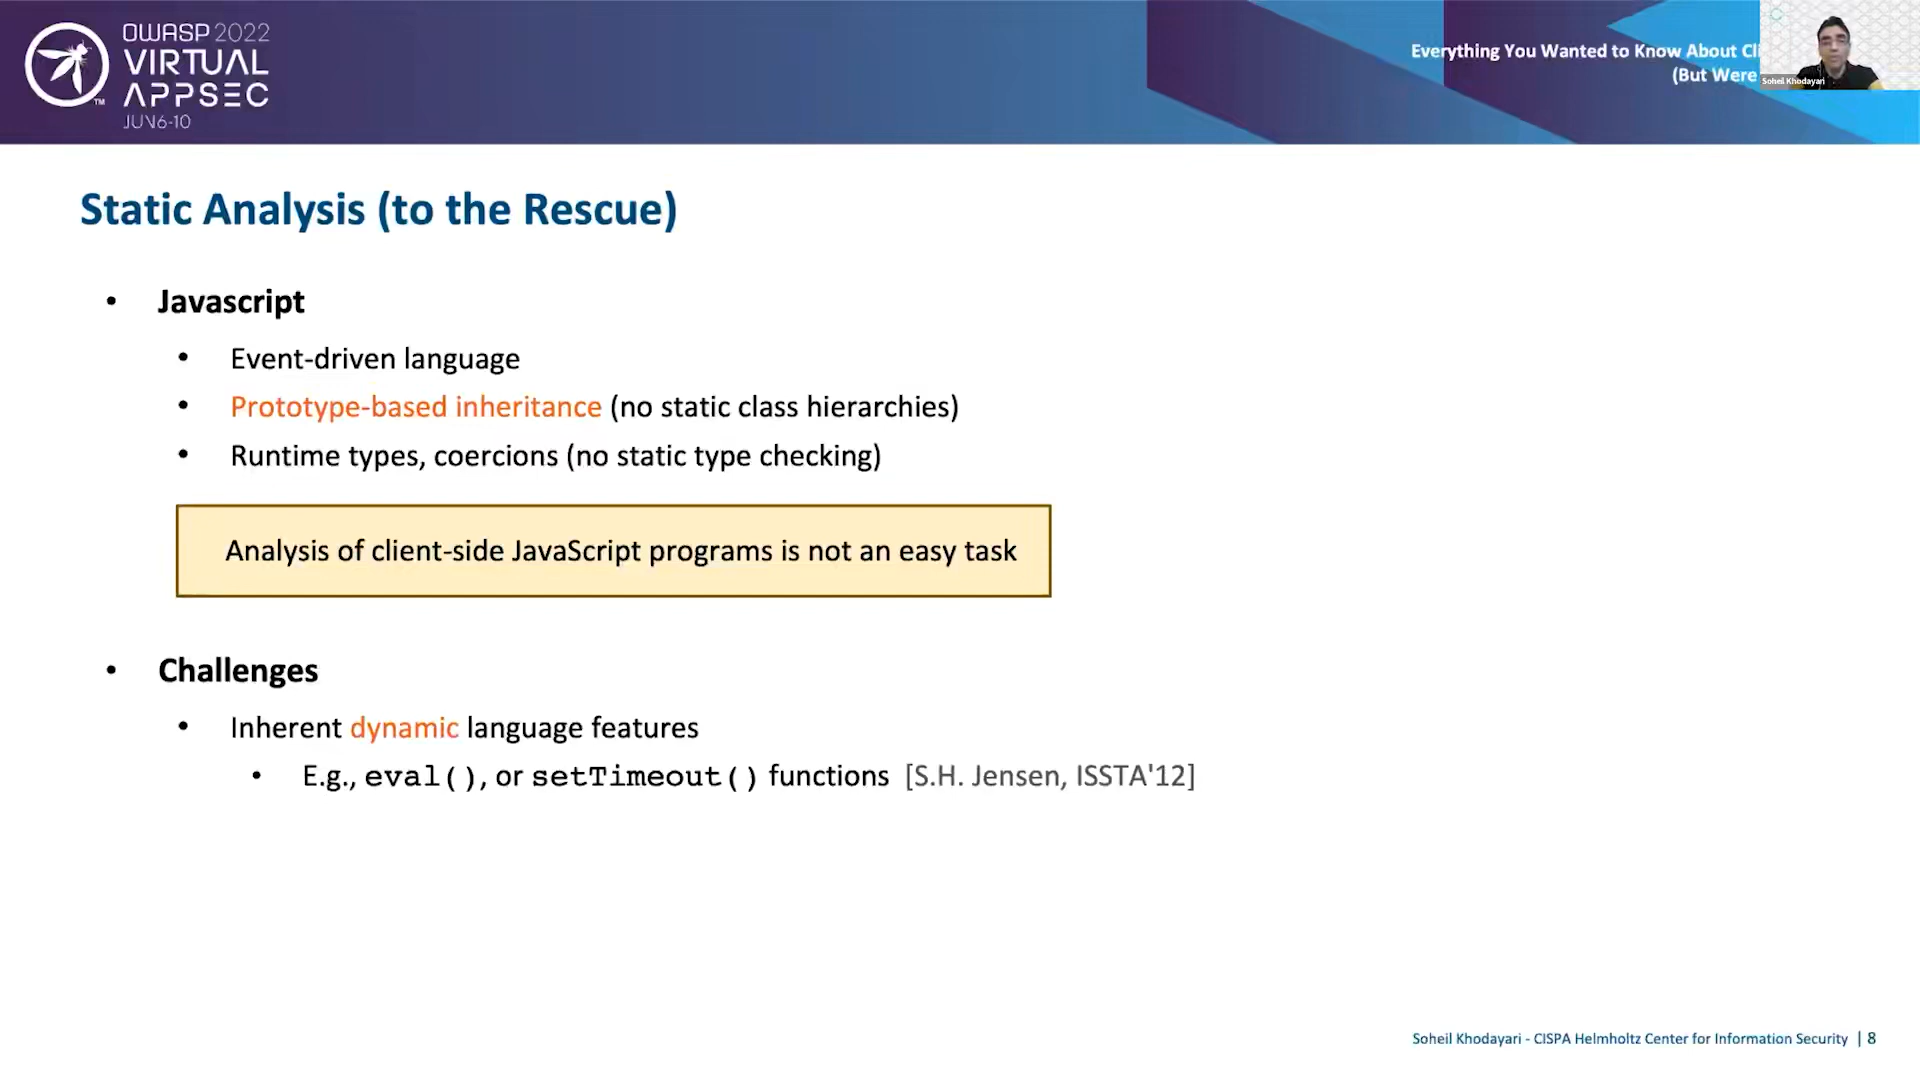 OWASP 2022
VIRTUAL
APPSEC
JUN6-10
TM
Everything You Wanted to Know About Cli
(But Were
Soheil Khodayari
Static Analysis (to the Rescue)
• Javascript
• Event-driven language
• Prototype-based inheritance (no static class hierarchies)
• Runtime types, coercions (no static type checking)
Analysis of client-side JavaScript programs is not an easy task
• Challenges
• Inherent dynamic language features
• E.g., eval(), or setTimeout() functions [S.H. Jensen, ISSTA'12]
Soheil Khodayari - CISPA Helmholtz Center for Information Security | 8